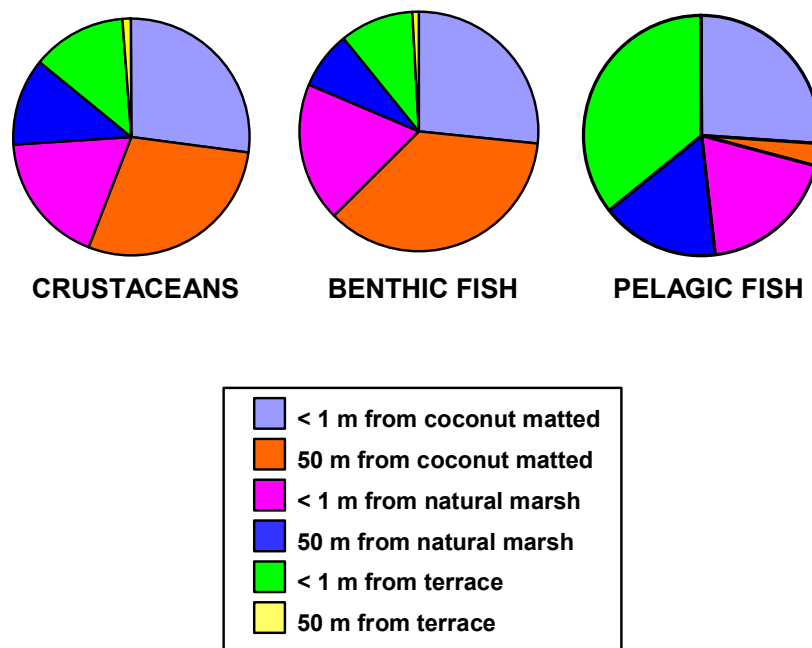 CRUSTACEANS BENTHIC FISH PELAGIC FISH
< 1 m from coconut matted
50 m from coconut matted
< 1 m from natural marsh
50 m from natural marsh
< 1 m from terrace
50 m from terrace